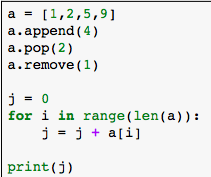 a = [1,2,5,9]
a.append(4)
a.pop(2)
a.remove(1)
j = 0
for i in range(len(a)):
    j = j + a[i]
print(j)